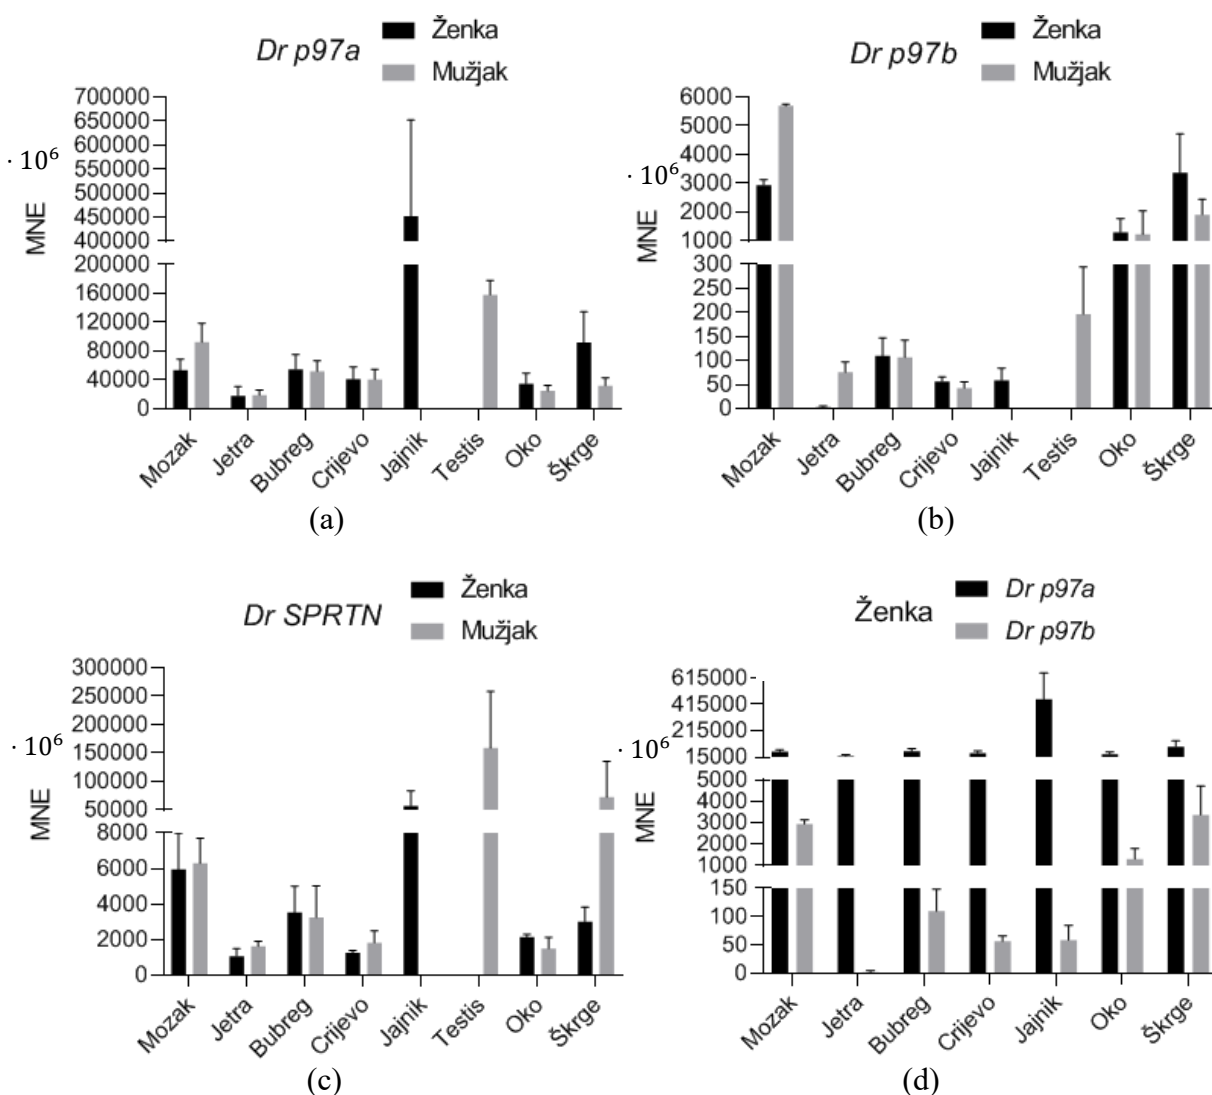 Dr p97a
Ženka
Mužjak
700000
650000
600000
550000
500000
450000
400000
200000
160000
120000
80000
40000
0
· 10⁶
MNE
Mozak
Jetra
Bubreg
Crijevo
Jajnik
Testis
Oko
Škrge
(a)
Dr p97b
Ženka
Mužjak
6000
5000
4000
3000
2000
1000
300
250
200
150
100
50
0
· 10⁶
MNE
Mozak
Jetra
Bubreg
Crijevo
Jajnik
Testis
Oko
Škrge
(b)
Dr SPRTN
Ženka
Mužjak
300000
250000
200000
150000
100000
50000
8000
6000
4000
2000
0
· 10⁶
MNE
Mozak
Jetra
Bubreg
Crijevo
Jajnik
Testis
Oko
Škrge
(c)
Ženka
Dr p97a
Dr p97b
615000
415000
215000
15000
5000
4000
3000
2000
1000
150
100
50
0
· 10⁶
MNE
Mozak
Jetra
Bubreg
Crijevo
Jajnik
Oko
Škrge
(d)